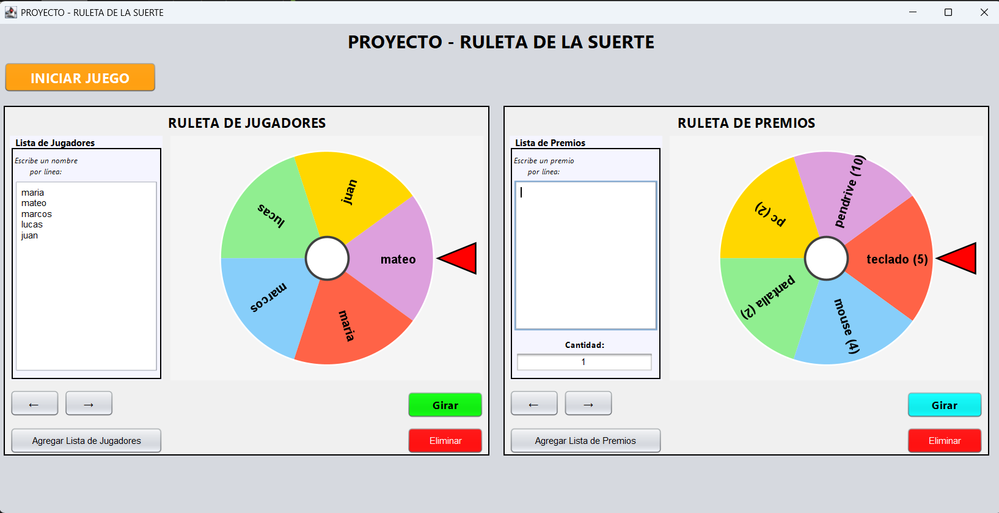 PROYECTO - RULETA DE LA SUERTE
PROYECTO - RULETA DE LA SUERTE
INICIAR JUEGO
RULETA DE JUGADORES
Lista de Jugadores
Escribe un nombre
por línea:
maria
mateo
marcos
lucas
juan
juan
lucas
mateo
marcos
maria
←
→
Girar
Agregar Lista de Jugadores
Eliminar
RULETA DE PREMIOS
Lista de Premios
Escribe un premio
por línea:
Cantidad:
1
pendrive (10)
pc (2)
teclado (5)
pantalla (2)
mouse (4)
←
→
Girar
Agregar Lista de Premios
Eliminar